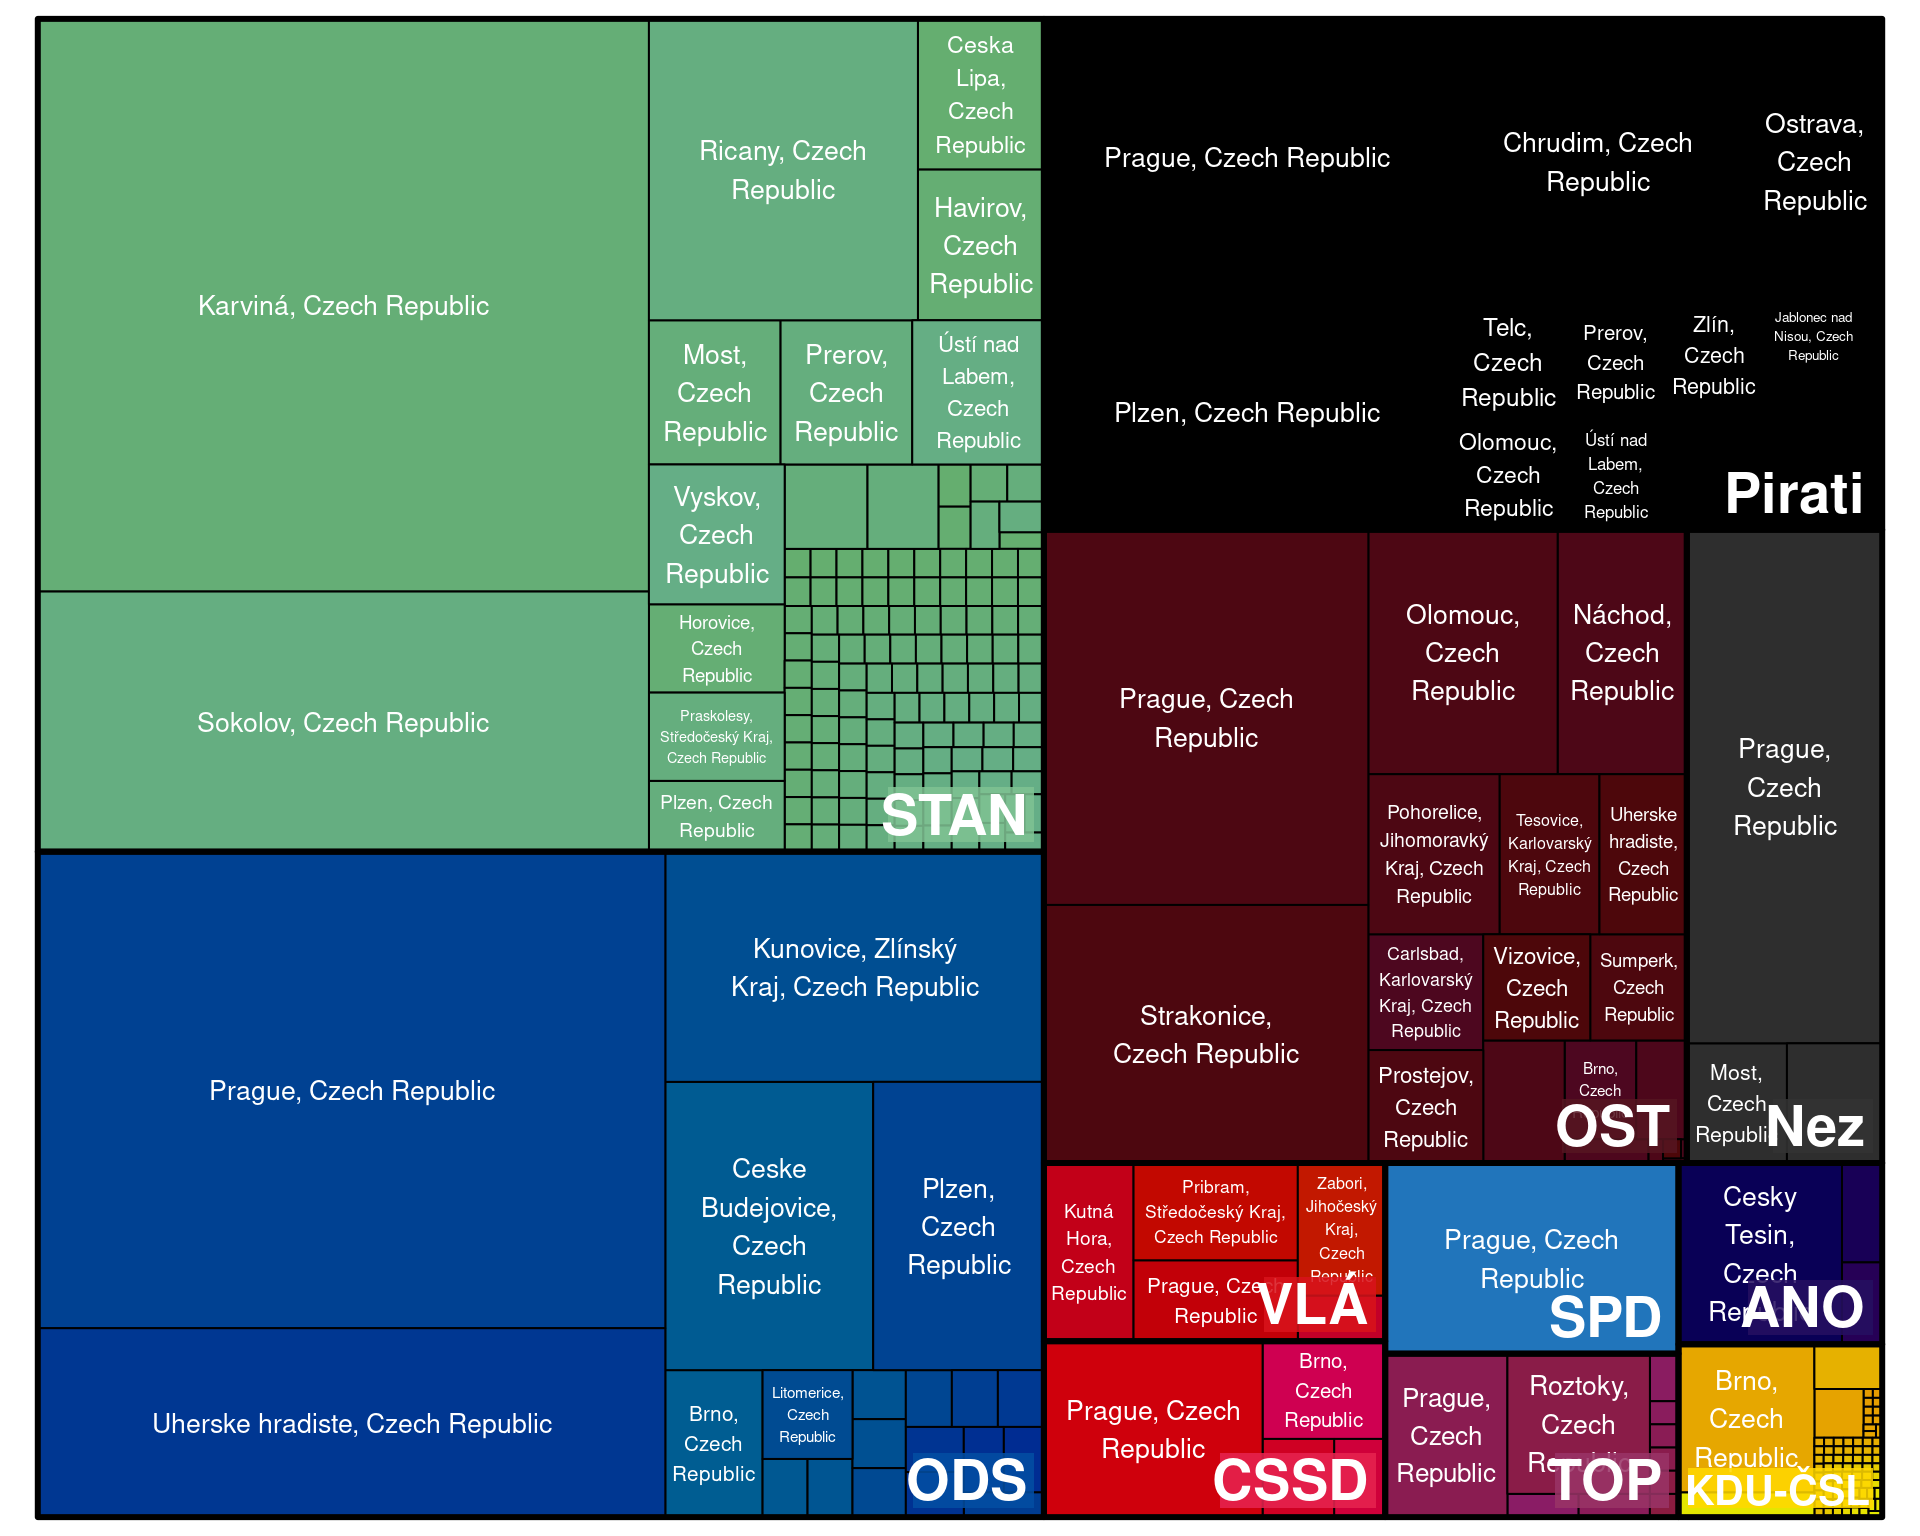 Karviná, Czech Republic
Sokolov, Czech Republic
Ricany, Czech
Republic
Ceska
Lipa,
Czech
Republic
Havirov,
Czech
Republic
Most,
Czech
Republic
Prerov,
Czech
Republic
Ústí nad
Labem,
Czech
Republic
Vyskov,
Czech
Republic
Horovice,
Czech
Republic
Praskolesy,
Středočeský Kraj,
Czech Republic
Plzen, Czech
Republic
STAN
Prague, Czech Republic
Uherske hradiste, Czech Republic
Kunovice, Zlínský
Kraj, Czech Republic
Ceske
Budejovice,
Czech
Republic
Plzen,
Czech
Republic
Brno,
Czech
Republic
Litomerice,
Czech
Republic
ODS
Prague, Czech Republic
Plzen, Czech Republic
Chrudim, Czech
Republic
Ostrava,
Czech
Republic
Telc,
Czech
Republic
Prerov,
Czech
Republic
Zlín,
Czech
Republic
Jablonec nad
Nisou, Czech
Republic
Olomouc,
Czech
Republic
Ústí nad
Labem,
Czech
Republic
Pirati
Prague, Czech
Republic
Strakonice,
Czech Republic
Olomouc,
Czech
Republic
Náchod,
Czech
Republic
Pohorelice,
Jihomoravký
Kraj, Czech
Republic
Tesovice,
Karlovarský
Kraj, Czech
Republic
Uherske
hradiste,
Czech
Republic
Carlsbad,
Karlovarský
Kraj, Czech
Republic
Vizovice,
Czech
Republic
Sumperk,
Czech
Republic
Prostejov,
Czech
Republic
Brno,
Czech
OST
Prague,
Czech
Republic
Most,
Czech
Republic
Nez
Kutná
Hora,
Czech
Republic
Pribram,
Středočeský Kraj,
Czech Republic
Zabori,
Jihočeský
Kraj,
Czech
Republic
Prague, Czech
Republic
VLÁ
Prague, Czech
Republic
SPD
Cesky
Tesin,
Czech
Republic
ANO
Prague, Czech
Republic
Brno,
Czech
Republic
CSSD
Prague,
Czech
Republic
Roztoky,
Czech
Republic
TOP
Brno,
Czech
Republic
KDU-ČSL